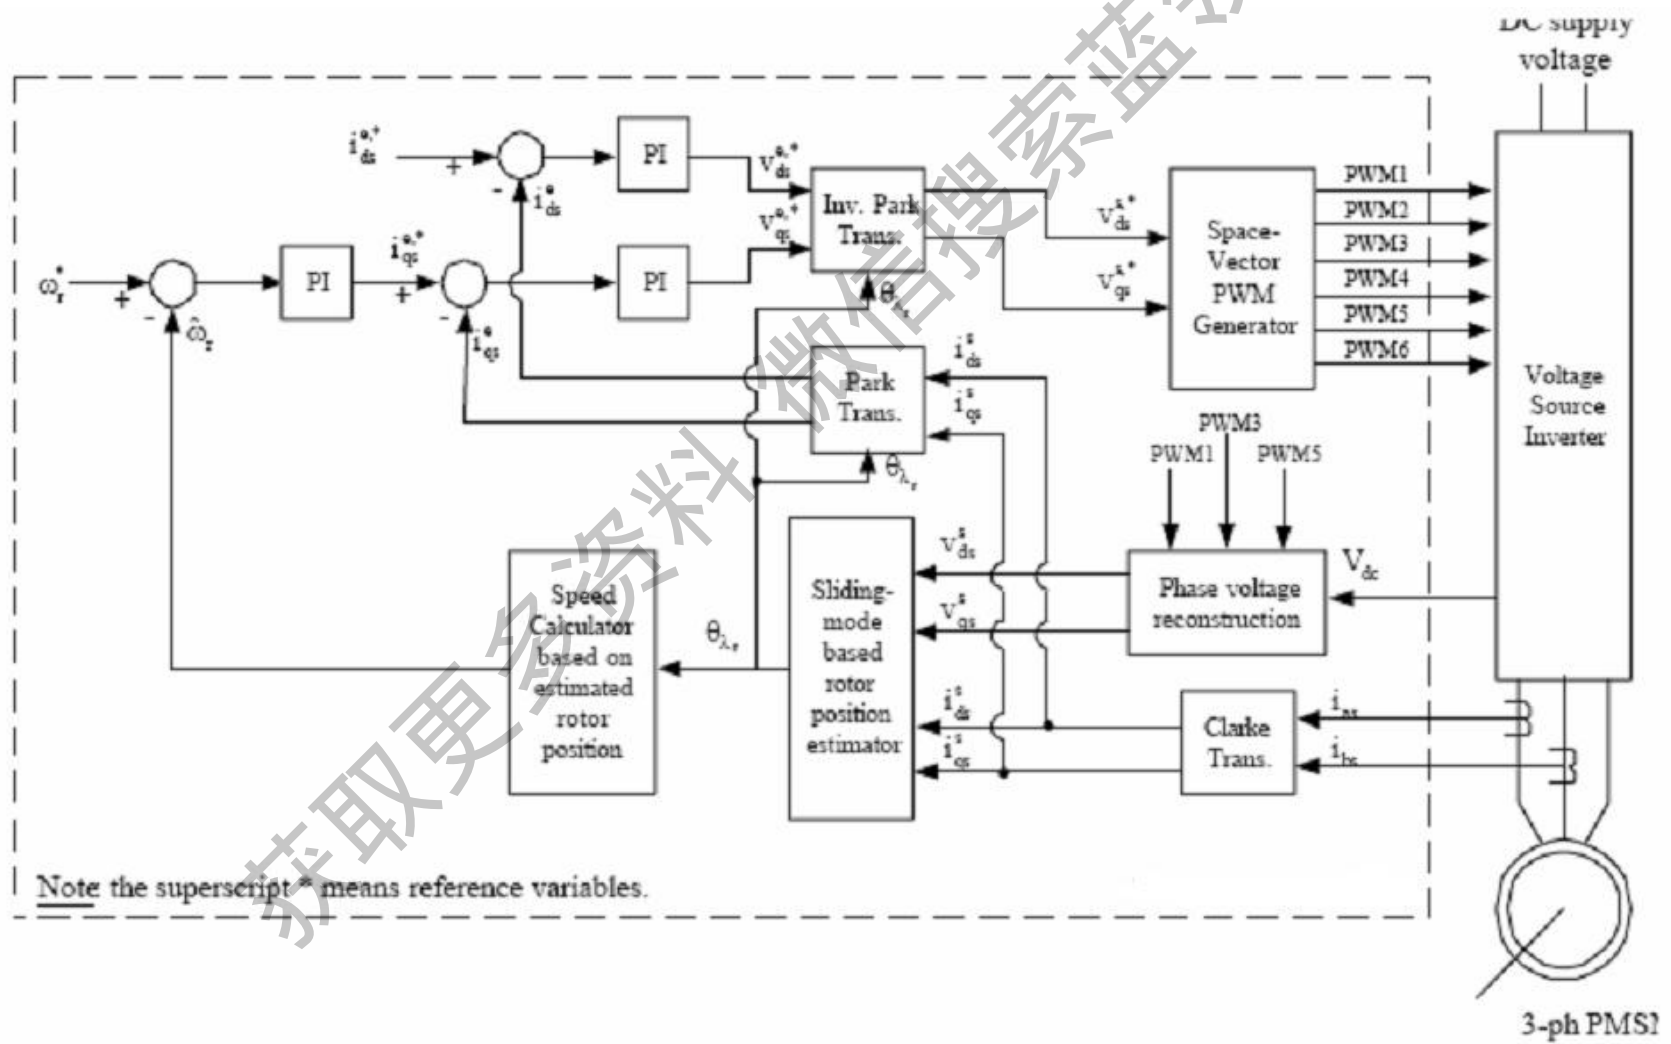 DC supply
voltage
i_ds^{e,*}
+
-
i_ds^e
PI
v_ds^{e,*}
v_qs^{e,*}
Inv. Park
Trans.
θ_λr
v_ds^{s*}
v_qs^{s*}
Space-
Vector
PWM
Generator
PWM1
PWM2
PWM3
PWM4
PWM5
PWM6
Voltage
Source
Inverter
ω_r^*
+
-
ω̂_r
PI
i_qs^{e,*}
+
-
i_qs^e
PI
Park
Trans.
i_ds^s
i_qs^s
θ_λr
PWM3
PWM1
PWM5
Phase voltage
reconstruction
V_dc
v_ds^s
v_qs^s
Sliding-
mode
based
rotor
position
estimator
i_ds^s
i_qs^s
Clarke
Trans.
i_as
i_bs
Speed
Calculator
based on
estimated
rotor
position
θ_λr
Note the superscript * means reference variables.
3-ph PMS
获取更多资料 微信搜索蓝